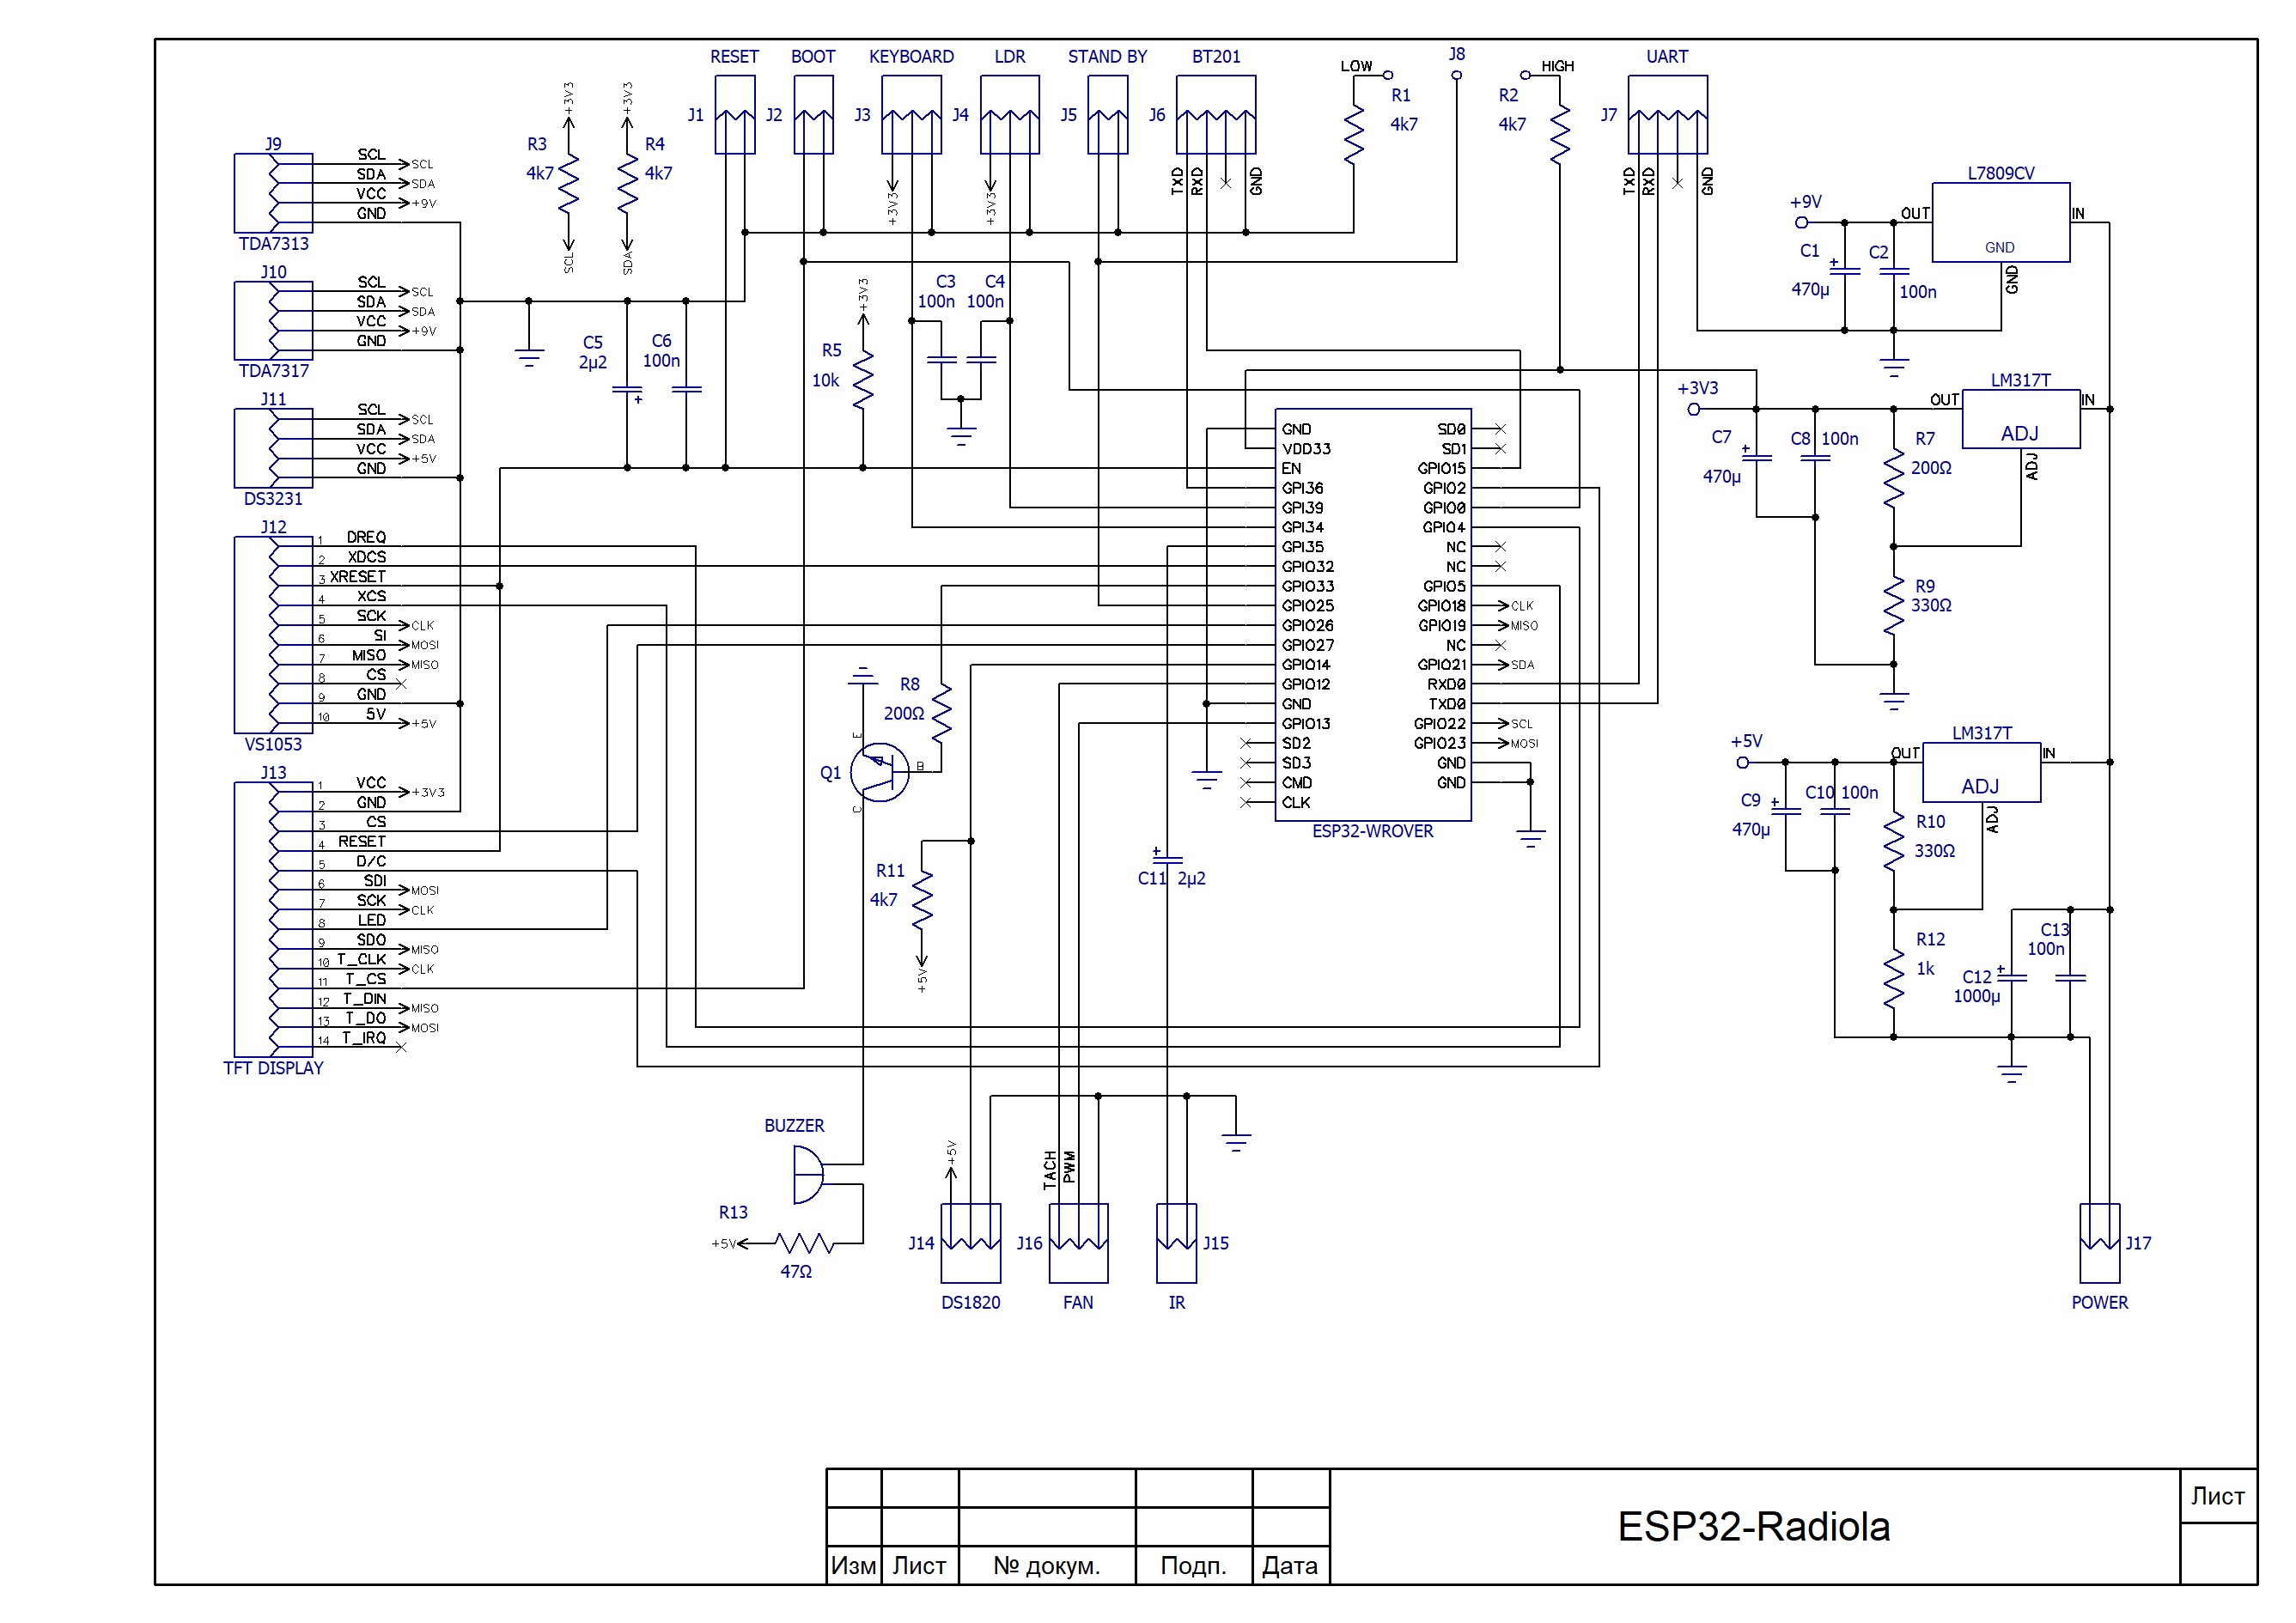 RESET BOOT KEYBOARD LDR STAND BY BT201 J8 UART
LOW HIGH
J1 J2 J3 J4 J5 J6 J7
R1
4k7
R2
4k7
+3V3 +3V3
R3
4k7
R4
4k7
SCL SDA
+3V3 +3V3
TXD RXD GND
TXD RXD GND
J9
SCL SCL
SDA SDA
VCC +9V
GND
TDA7313
J10
SCL SCL
SDA SDA
VCC +9V
GND
TDA7317
J11
SCL SCL
SDA SDA
VCC +5V
GND
DS3231
J12
1 DREQ
2 XDCS
3 XRESET
4 XCS
5 SCK CLK
6 SI MOSI
7 MISO MISO
8 CS
9 GND
10 5V +5V
VS1053
J13
1 VCC +3V3
2 GND
3 CS
4 RESET
5 D/C
6 SDI MOSI
7 SCK CLK
8 LED
9 SDO MISO
10 T_CLK CLK
11 T_CS
12 T_DIN MISO
13 T_DO MOSI
14 T_IRQ
TFT DISPLAY
C5
2µ2
C6
100n
+3V3
R5
10k
C3
100n
C4
100n
GND SD0
VDD33 SD1
EN GPIO15
GPI36 GPIO2
GPI39 GPIO0
GPI34 GPIO4
GPI35 NC
GPIO32 NC
GPIO33 GPIO5
GPIO25 GPIO18 CLK
GPIO26 GPIO19 MISO
GPIO27 NC
GPIO14 GPIO21 SDA
GPIO12 RXD0
GND TXD0
GPIO13 GPIO22 SCL
SD2 GPIO23 MOSI
SD3 GND
CMD GND
CLK
ESP32-WROVER
R8
200Ω
Q1
E
B
C
R11
4k7
+5V
C11 2µ2
BUZZER
R13
+5V
47Ω
+5V
TACH PWM
J14 J16 J15
DS1820 FAN IR
L7809CV
+9V OUT IN
GND
GND
C1
470µ
C2
100n
LM317T
+3V3 OUT IN
ADJ
ADJ
C7
470µ
C8 100n
R7
200Ω
R9
330Ω
LM317T
+5V OUT IN
ADJ
ADJ
C9
470µ
C10 100n
R10
330Ω
R12
1k
C12
1000µ
C13
100n
J17
POWER
ESP32-Radiola
Лист
Изм Лист № докум. Подп. Дата